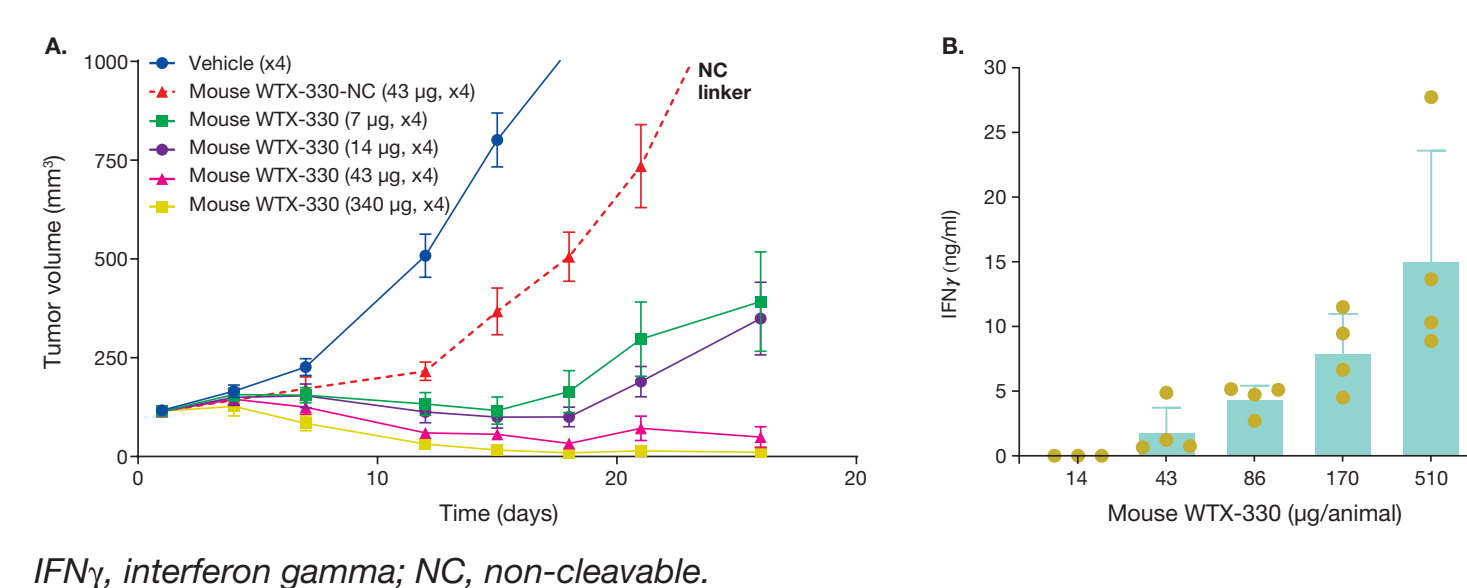 A.
1000
750
500
250
0
Tumor volume (mm³)
Vehicle (x4)
Mouse WTX-330-NC (43 µg, x4)
Mouse WTX-330 (7 µg, x4)
Mouse WTX-330 (14 µg, x4)
Mouse WTX-330 (43 µg, x4)
Mouse WTX-330 (340 µg, x4)
NC
linker
0 10 20 20
Time (days)
B.
30
25
20
15
10
5
0
IFNγ (ng/ml)
14 43 86 170 510
Mouse WTX-330 (µg/animal)
IFNγ, interferon gamma; NC, non-cleavable.